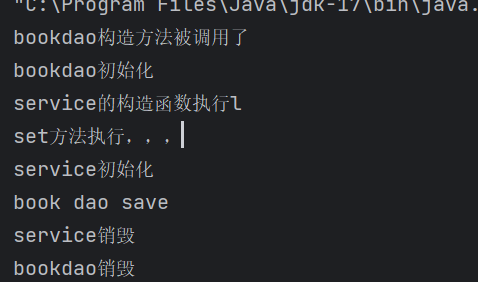 "C:\Program Files\Java\jdk-17\bin\java.
bookdao构造方法被调用了
bookdao初始化
service的构造函数执行l
set方法执行，，，
service初始化
book dao save
service销毁
bookdao销毁